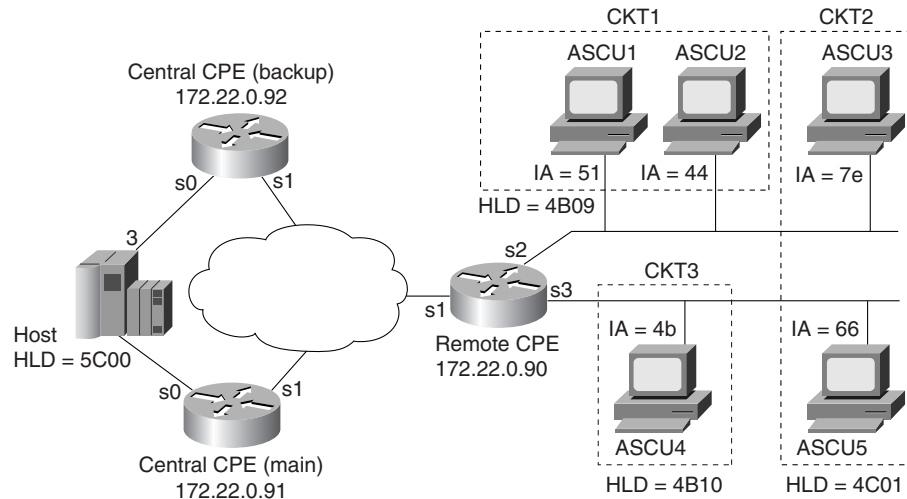 CKT1
CKT2
ASCU1
ASCU2
ASCU3
Central CPE (backup)
172.22.0.92
IA = 51
IA = 44
IA = 7e
s0
s1
HLD = 4B09
3
s2
CKT3
s1
s3
Host
HLD = 5C00
Remote CPE
172.22.0.90
IA = 4b
IA = 66
s0
s1
ASCU4
ASCU5
Central CPE (main)
172.22.0.91
HLD = 4B10
HLD = 4C01